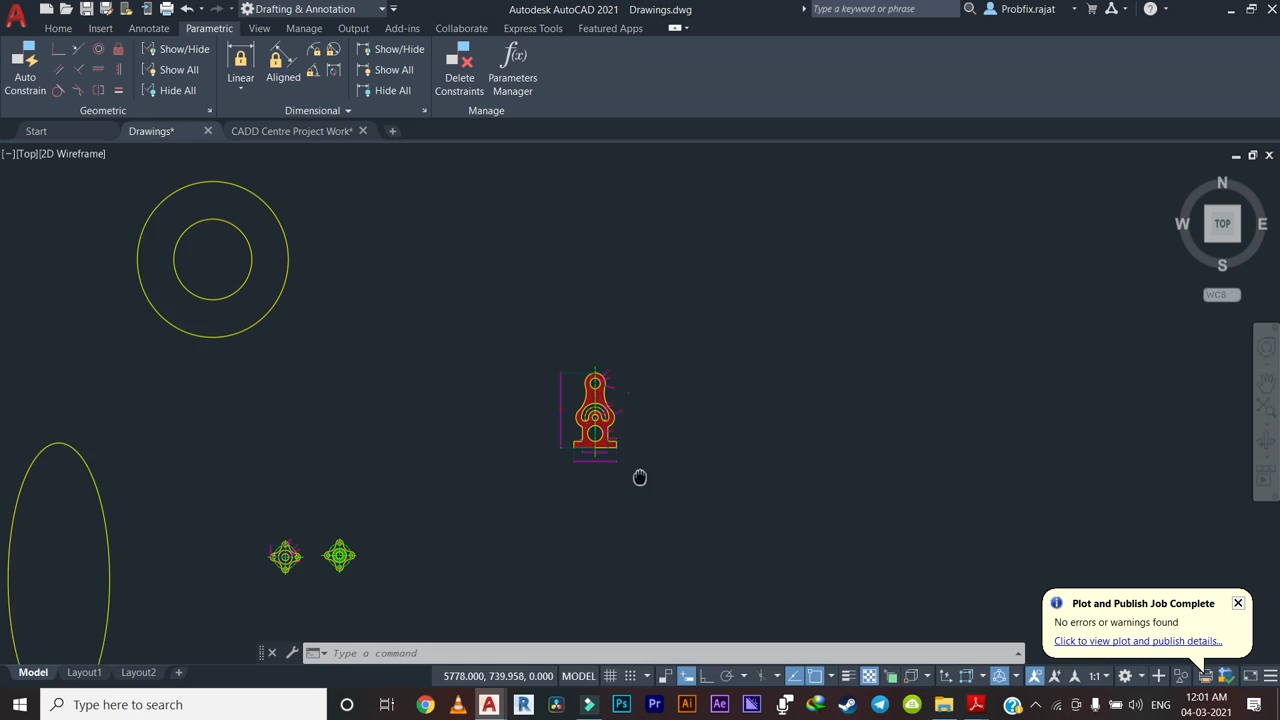 Drafting & Annotation
Autodesk AutoCAD 2021 Drawings.dwg
Type a keyword or phrase
Probfix.rajat
Home Insert Annotate Parametric View Manage Output Add-ins Collaborate Express Tools Featured Apps
Auto Constrain
Show/Hide
Show All
Hide All
Linear
Aligned
Show/Hide
Show All
Hide All
Delete Constraints
Parameters Manager
f(x)
Geometric
Dimensional
Manage
Start
Drawings*
CADD Centre Project Work*
[−][Top][2D Wireframe]
N
W TOP E
S
WCS
Plot and Publish Job Complete
No errors or warnings found
Click to view plot and publish details...
Type a command
Model Layout1 Layout2
5778.000, 739.958, 0.000 MODEL
1:1
Type here to search
Ps Pr Ai Ae
ENG
12:01 AM
04-03-2021